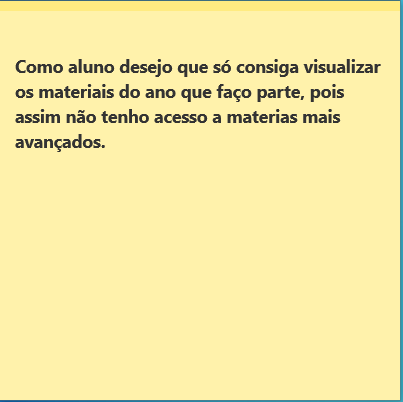 Como aluno desejo que só consiga visualizar
os materiais do ano que faço parte, pois
assim não tenho acesso a materias mais
avançados.